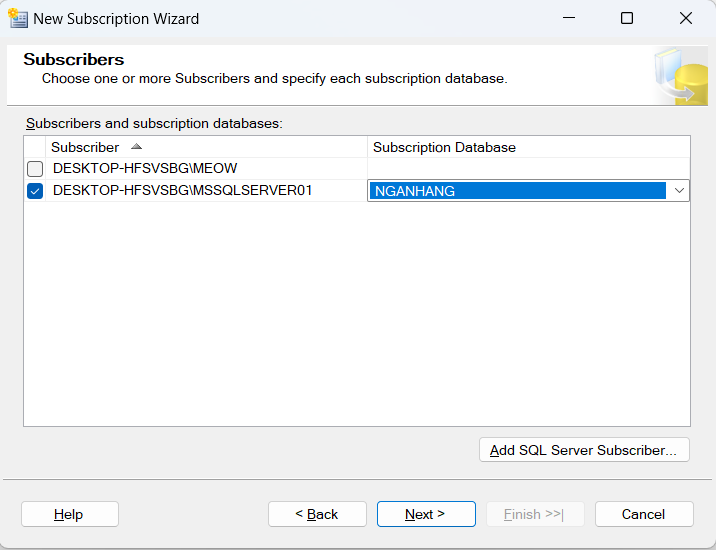 New Subscription Wizard
Subscribers
Choose one or more Subscribers and specify each subscription database.
Subscribers and subscription databases:
Subscriber Subscription Database
DESKTOP-HFSVSBG\MEOW
DESKTOP-HFSVSBG\MSSQLSERVER01 NGANHANG
Add SQL Server Subscriber...
Help < Back Next > Finish >>| Cancel